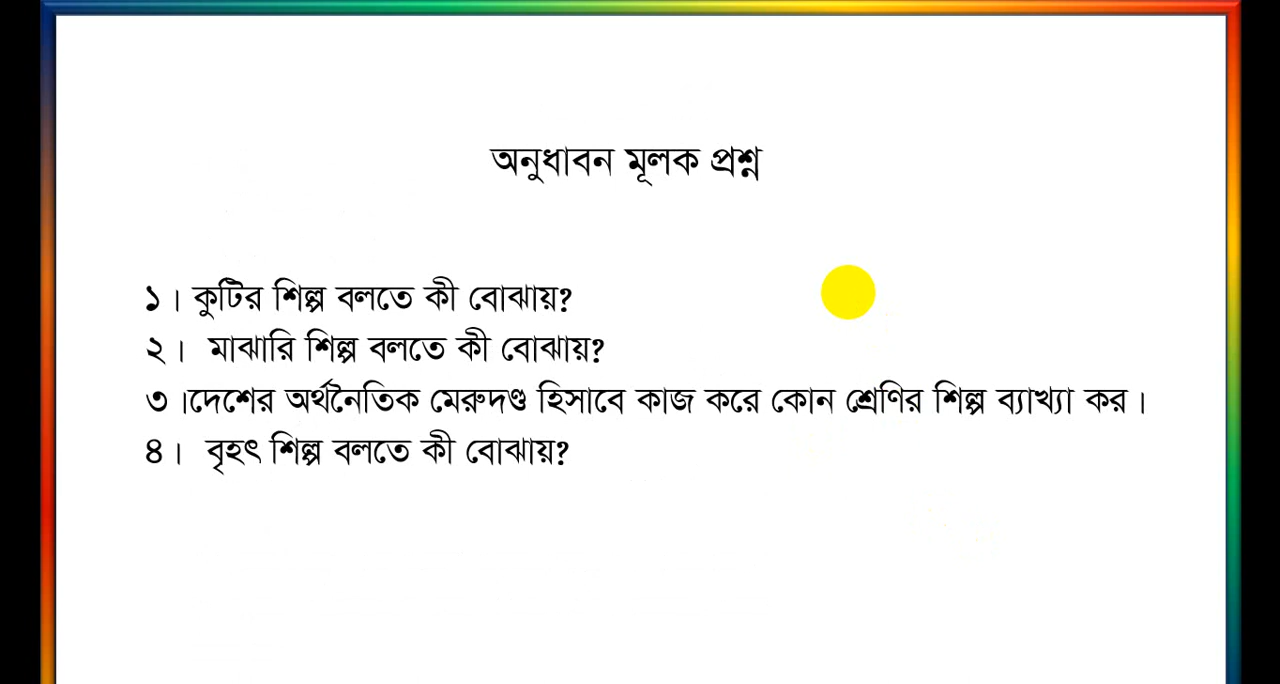 অনুধাবন মূলক প্রশ্ন
১। কুটির শিল্প বলতে কী বোঝায়?
২। মাঝারি শিল্প বলতে কী বোঝায়?
৩।দেশের অর্থনৈতিক মেরুদণ্ড হিসাবে কাজ করে কোন শ্রেণির শিল্প ব্যাখ্যা কর।
৪। বৃহৎ শিল্প বলতে কী বোঝায়?